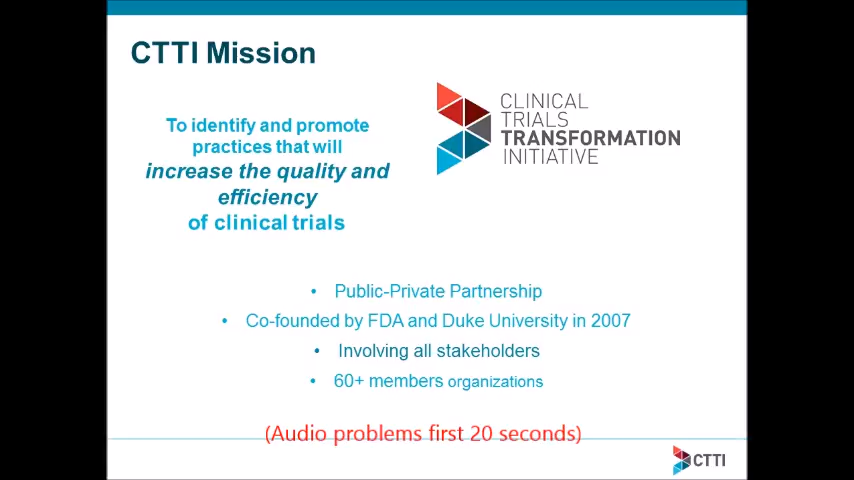 CTTI Mission
CLINICAL
TRIALS
TRANSFORMATION
INITIATIVE
To identify and promote
practices that will
increase the quality and
efficiency
of clinical trials
• Public-Private Partnership
• Co-founded by FDA and Duke University in 2007
• Involving all stakeholders
• 60+ members organizations
(Audio problems first 20 seconds)
CTTI